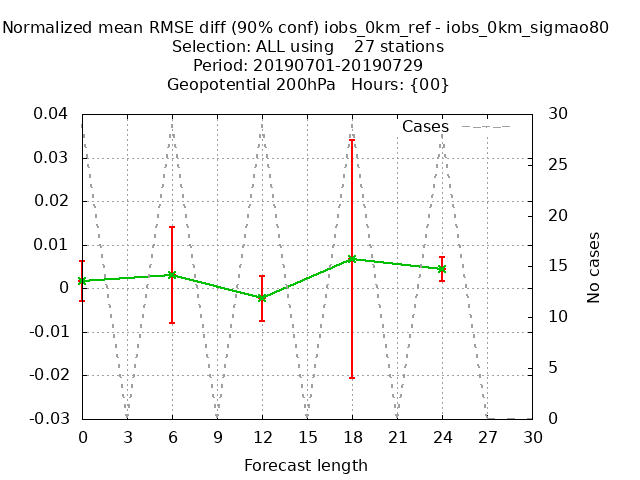 Normalized mean RMSE diff (90% conf) iobs_0km_ref - iobs_0km_sigmao80
Selection: ALL using 27 stations
Period: 20190701-20190729
Geopotential 200hPa Hours: {00}
Cases
0.04
0.03
0.02
0.01
0
-0.01
-0.02
-0.03
30
25
20
15
10
5
0
No cases
0 3 6 9 12 15 18 21 24 27 30
Forecast length